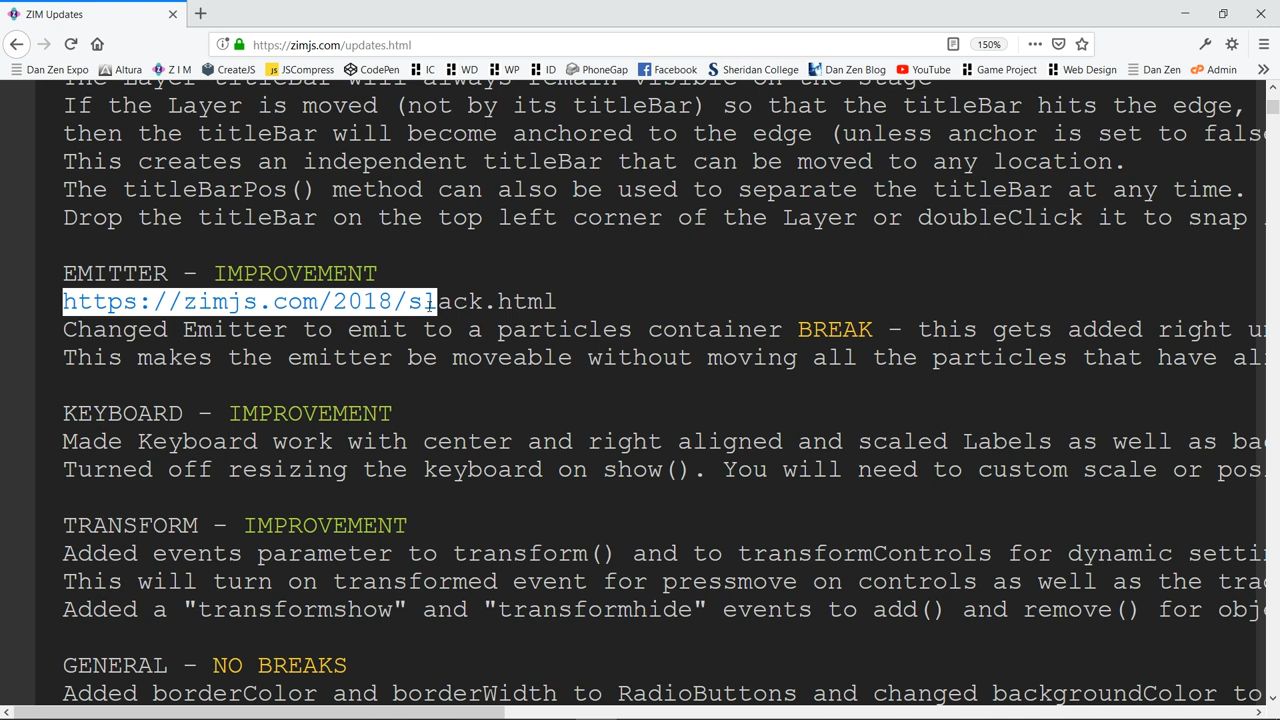 ZIM Updates
https://zimjs.com/updates.html
150%
Dan Zen Expo
Altura
Z I M
CreateJS
JSCompress
CodePen
IC
WD
WP
ID
PhoneGap
Facebook
Sheridan College
Dan Zen Blog
YouTube
Game Project
Web Design
Dan Zen
Admin
The Layer titleBar will always remain visible on the stage
If the Layer is moved (not by its titleBar) so that the titleBar hits the edge,
then the titleBar will become anchored to the edge (unless anchor is set to fals
This creates an independent titleBar that can be moved to any location.
The titleBarPos() method can also be used to separate the titleBar at any time.
Drop the titleBar on the top left corner of the Layer or doubleClick it to snap
EMITTER - IMPROVEMENT
https://zimjs.com/2018/slack.html
Changed Emitter to emit to a particles container BREAK - this gets added right u
This makes the emitter be moveable without moving all the particles that have al
KEYBOARD - IMPROVEMENT
Made Keyboard work with center and right aligned and scaled Labels as well as ba
Turned off resizing the keyboard on show(). You will need to custom scale or pos
TRANSFORM - IMPROVEMENT
Added events parameter to transform() and to transformControls for dynamic setti
This will turn on transformed event for pressmove on controls as well as the tra
Added a "transformshow" and "transformhide" events to add() and remove() for obj
GENERAL - NO BREAKS
Added borderColor and borderWidth to RadioButtons and changed backgroundColor to